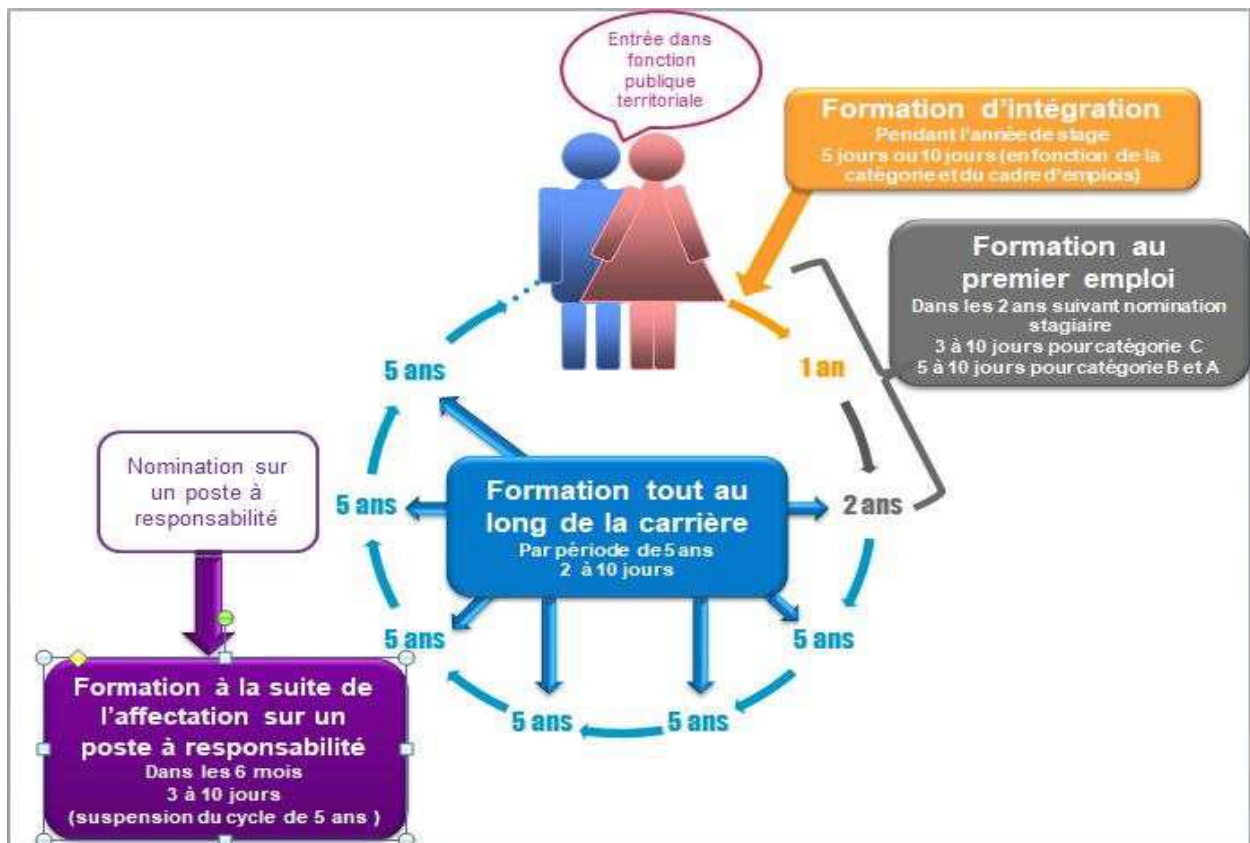 Entrée dans
fonction
publique
territoriale
Formation d'intégration
Pendant l'année de stage
5 jours ou 10 jours (en fonction de la
catégorie et du cadre d'emplois)
Formation au
premier emploi
Dans les 2 ans suivant nomination
stagiaire
3 à 10 jours pour catégorie C
5 à 10 jours pour catégorie B et A
1 an
2 ans
5 ans
5 ans
5 ans
5 ans
5 ans
5 ans
Formation tout au
long de la carrière
Par période de 5 ans
2 à 10 jours
Nomination sur
un poste à
responsabilité
Formation à la suite de
l'affectation sur un
poste à responsabilité
Dans les 6 mois
3 à 10 jours
(suspension du cycle de 5 ans )